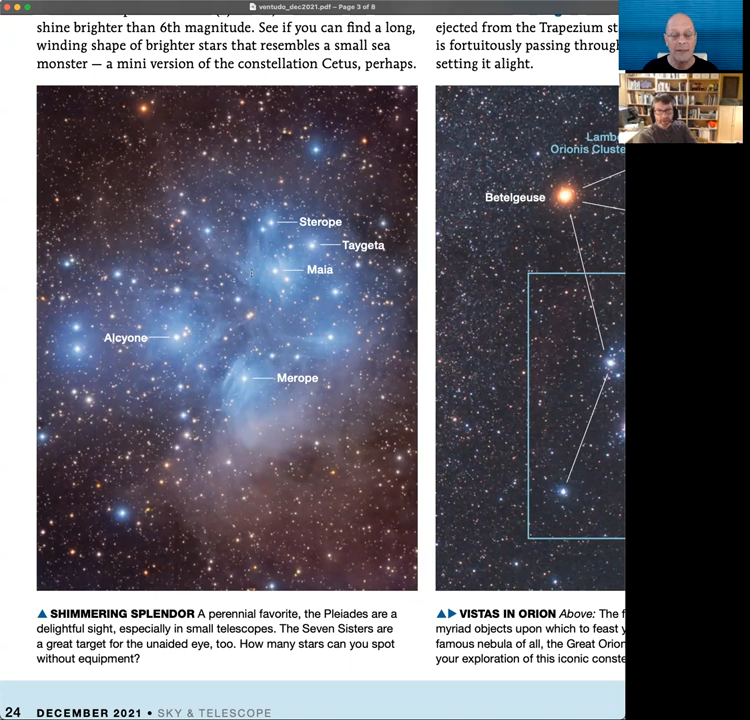 ventudo_dec2021.pdf – Page 3 of 8
shine brighter than 6th magnitude. See if you can find a long,
winding shape of brighter stars that resembles a small sea
monster — a mini version of the constellation Cetus, perhaps.
Sterope
Taygeta
Maia
Alcyone
Merope
▲ SHIMMERING SPLENDOR A perennial favorite, the Pleiades are a
delightful sight, especially in small telescopes. The Seven Sisters are
a great target for the unaided eye, too. How many stars can you spot
without equipment?
ejected from the Trapezium st
is fortuitously passing through
setting it alight.
Lamb
Orionis Cluste
Betelgeuse
▲▶ VISTAS IN ORION Above: The f
myriad objects upon which to feast y
famous nebula of all, the Great Orion
your exploration of this iconic conste
24 DECEMBER 2021 • SKY & TELESCOPE